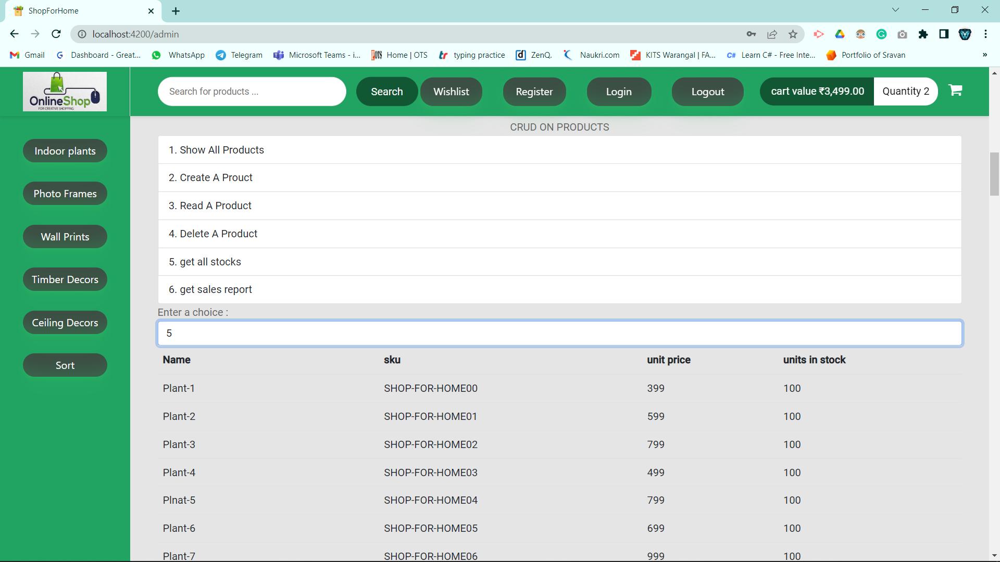 ShopForHome
localhost:4200/admin
Gmail Dashboard - Great... WhatsApp Telegram Microsoft Teams - i... Home | OTS typing practice ZenQ. Naukri.com KITS Warangal | FA... Learn C# - Free Inte... Portfolio of Sravan »
OnlineShop
FOR CREATIVE SHOPPING
Search for products ... Search Wishlist Register Login Logout cart value ₹3,499.00 Quantity 2
Indoor plants
Photo Frames
Wall Prints
Timber Decors
Ceiling Decors
Sort
CRUD ON PRODUCTS
1. Show All Products
2. Create A Prouct
3. Read A Product
4. Delete A Product
5. get all stocks
6. get sales report
Enter a choice :
5
Name sku unit price units in stock
Plant-1 SHOP-FOR-HOME00 399 100
Plant-2 SHOP-FOR-HOME01 599 100
Plant-3 SHOP-FOR-HOME02 799 100
Plant-4 SHOP-FOR-HOME03 499 100
Plnat-5 SHOP-FOR-HOME04 799 100
Plant-6 SHOP-FOR-HOME05 699 100
Plant-7 SHOP-FOR-HOME06 999 100